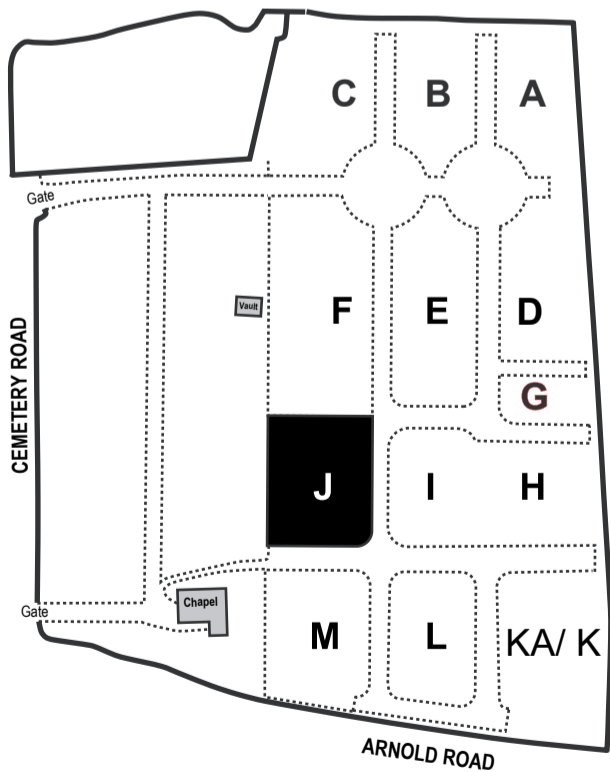 C B A
Gate
Vault
F E D
G
CEMETERY ROAD
J I H
Chapel
Gate
M L KA/ K
ARNOLD ROAD